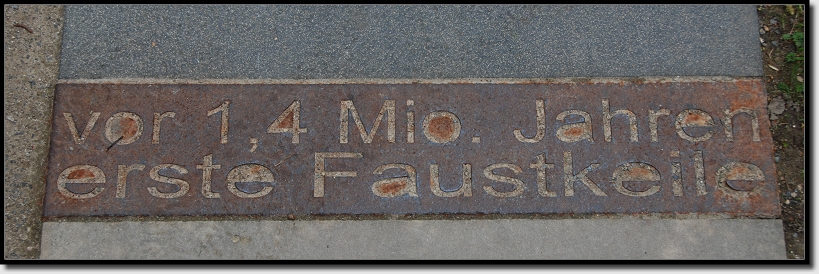 vor 1,4 Mio. Jahren
erste Faustkeile